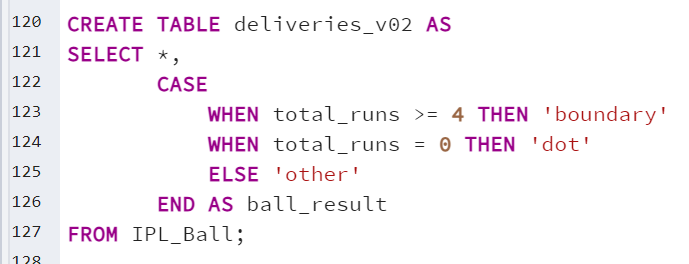 120 CREATE TABLE deliveries_v02 AS
121 SELECT *,
122 CASE
123 WHEN total_runs >= 4 THEN 'boundary'
124 WHEN total_runs = 0 THEN 'dot'
125 ELSE 'other'
126 END AS ball_result
127 FROM IPL_Ball;
128